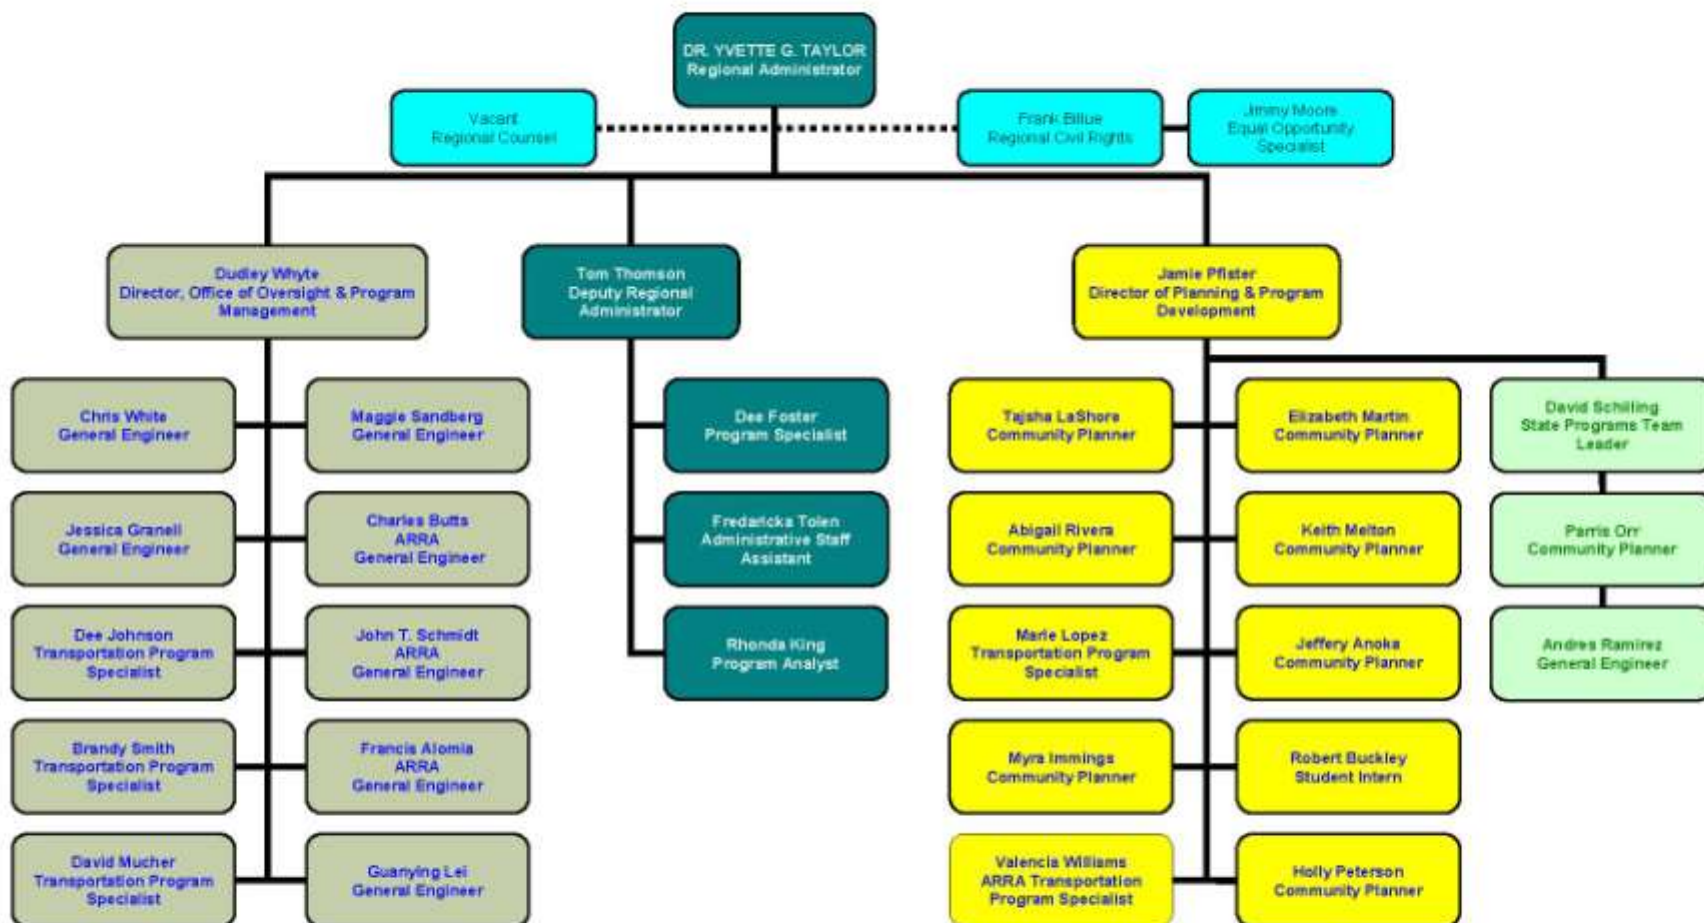 DR. YVETTE G. TAYLOR
Regional Administrator
Vacant
Regional Counsel
Frank Billue
Regional Civil Rights
Jimmy Moore
Equal Opportunity
Specialist
Dudley Whyte
Director, Office of Oversight & Program
Management
Tom Thomson
Deputy Regional
Administrator
Jamie Pfister
Director of Planning & Program
Development
Chris White
General Engineer
Maggie Sandberg
General Engineer
Jessica Granell
General Engineer
Charles Butts
ARRA
General Engineer
Dee Johnson
Transportation Program
Specialist
John T. Schmidt
ARRA
General Engineer
Brandy Smith
Transportation Program
Specialist
Francis Alomia
ARRA
General Engineer
David Mucher
Transportation Program
Specialist
Guanying Lei
General Engineer
Dee Foster
Program Specialist
Fredericka Tolen
Administrative Staff
Assistant
Rhonda King
Program Analyst
Tajsha LaShore
Community Planner
Elizabeth Martin
Community Planner
Abigail Rivera
Community Planner
Keith Melton
Community Planner
Marie Lopez
Transportation Program
Specialist
Jeffery Anoka
Community Planner
Myra Immings
Community Planner
Robert Buckley
Student Intern
Valencia Williams
ARRA Transportation
Program Specialist
Holly Peterson
Community Planner
David Schilling
State Programs Team
Leader
Parris Orr
Community Planner
Andres Ramirez
General Engineer